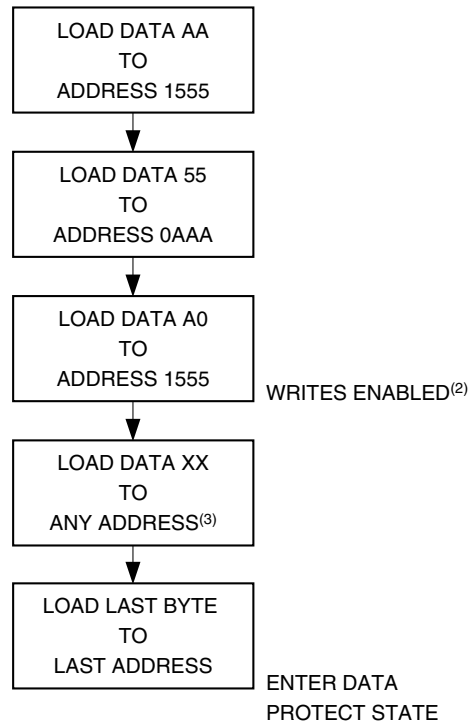 LOAD DATA AA
TO
ADDRESS 1555
LOAD DATA 55
TO
ADDRESS 0AAA
LOAD DATA A0
TO
ADDRESS 1555
WRITES ENABLED(2)
LOAD DATA XX
TO
ANY ADDRESS(3)
LOAD LAST BYTE
TO
LAST ADDRESS
ENTER DATA
PROTECT STATE